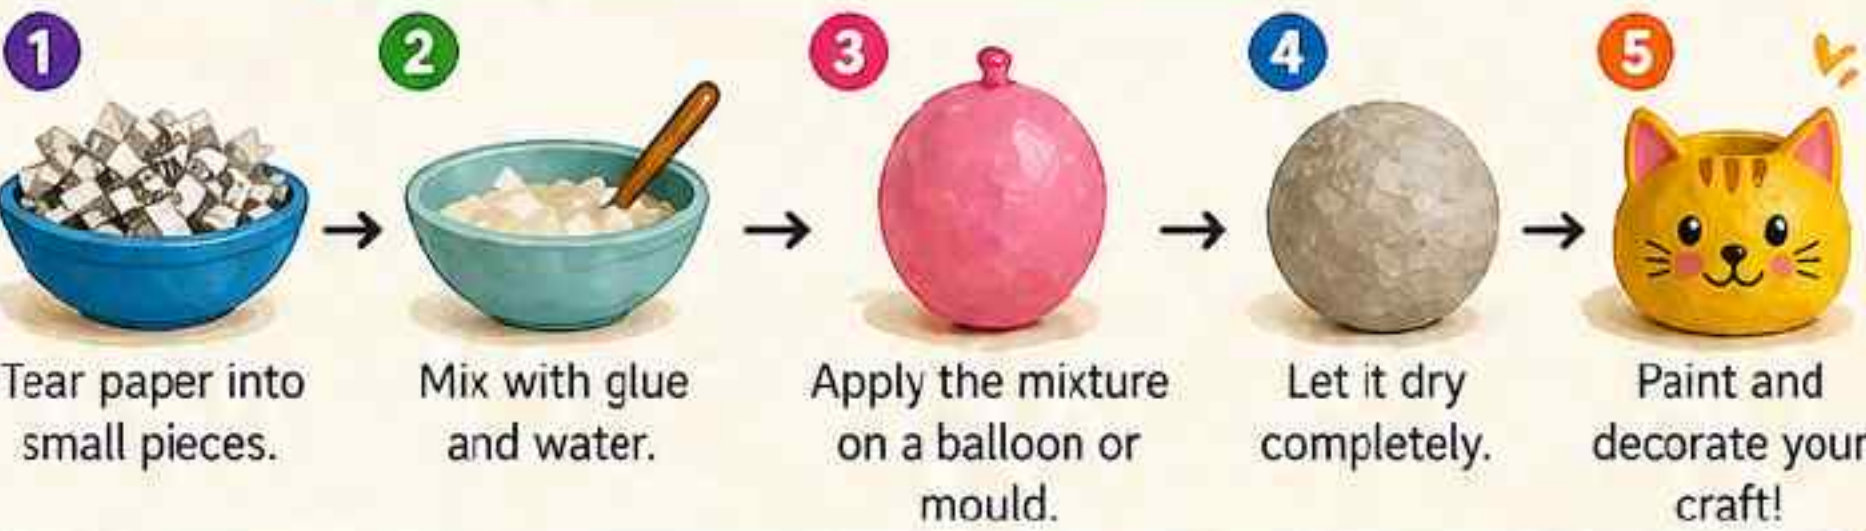 1
Tear paper into
small pieces.
2
Mix with glue
and water.
3
Apply the mixture
on a balloon or
mould.
4
Let it dry
completely.
5
Paint and
decorate your
craft!